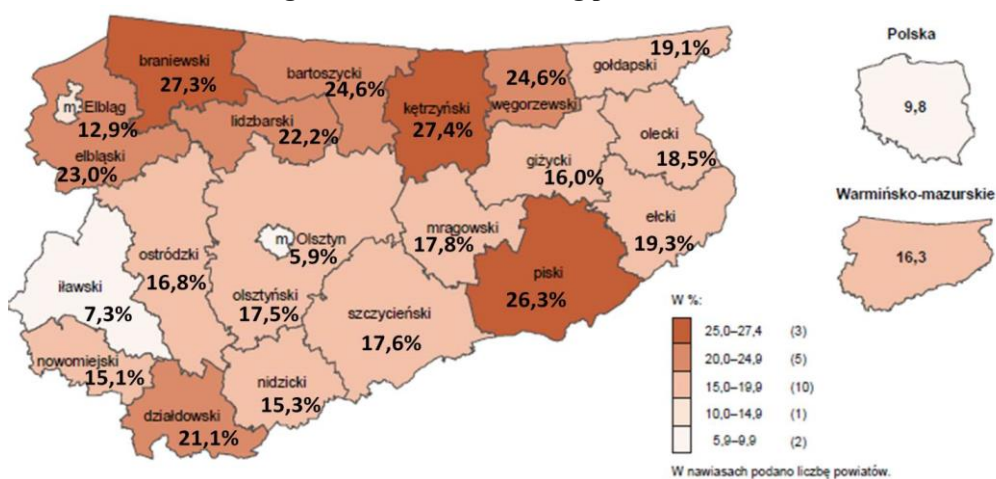 braniewski
27,3%
bartoszycki
24,6%
kętrzyński
27,4%
24,6%
węgorzewski
19,1%
gołdapski
m. Elbląg
12,9%
elbląski
23,0%
lidzbarski
22,2%
giżycki
16,0%
olecki
18,5%
ełcki
19,3%
mrągowski
17,8%
piski
26,3%
m. Olsztyn
5,9%
olsztyński
17,5%
ostródzki
16,8%
iławski
7,3%
szczycieński
17,6%
nowomiejski
15,1%
nidzicki
15,3%
działdowski
21,1%
Polska
9,8
Warmińsko-mazurskie
16,3
W %:
25,0–27,4 (3)
20,0–24,9 (5)
15,0–19,9 (10)
10,0–14,9 (1)
5,9–9,9 (2)
W nawiasach podano liczbę powiatów.